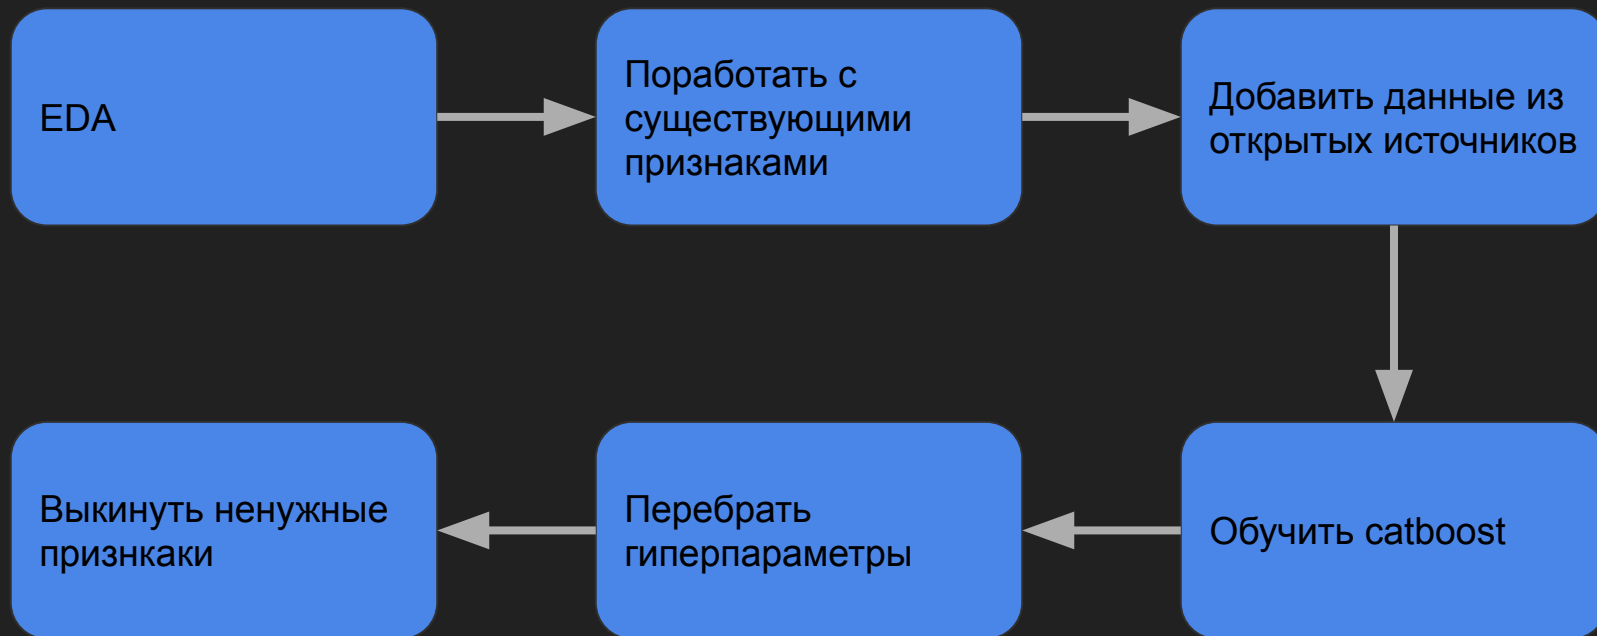 EDA
Поработать с
существующими
признаками
Добавить данные из
открытых источников
Обучить catboost
Перебрать
гиперпараметры
Выкинуть ненужные
признкаки